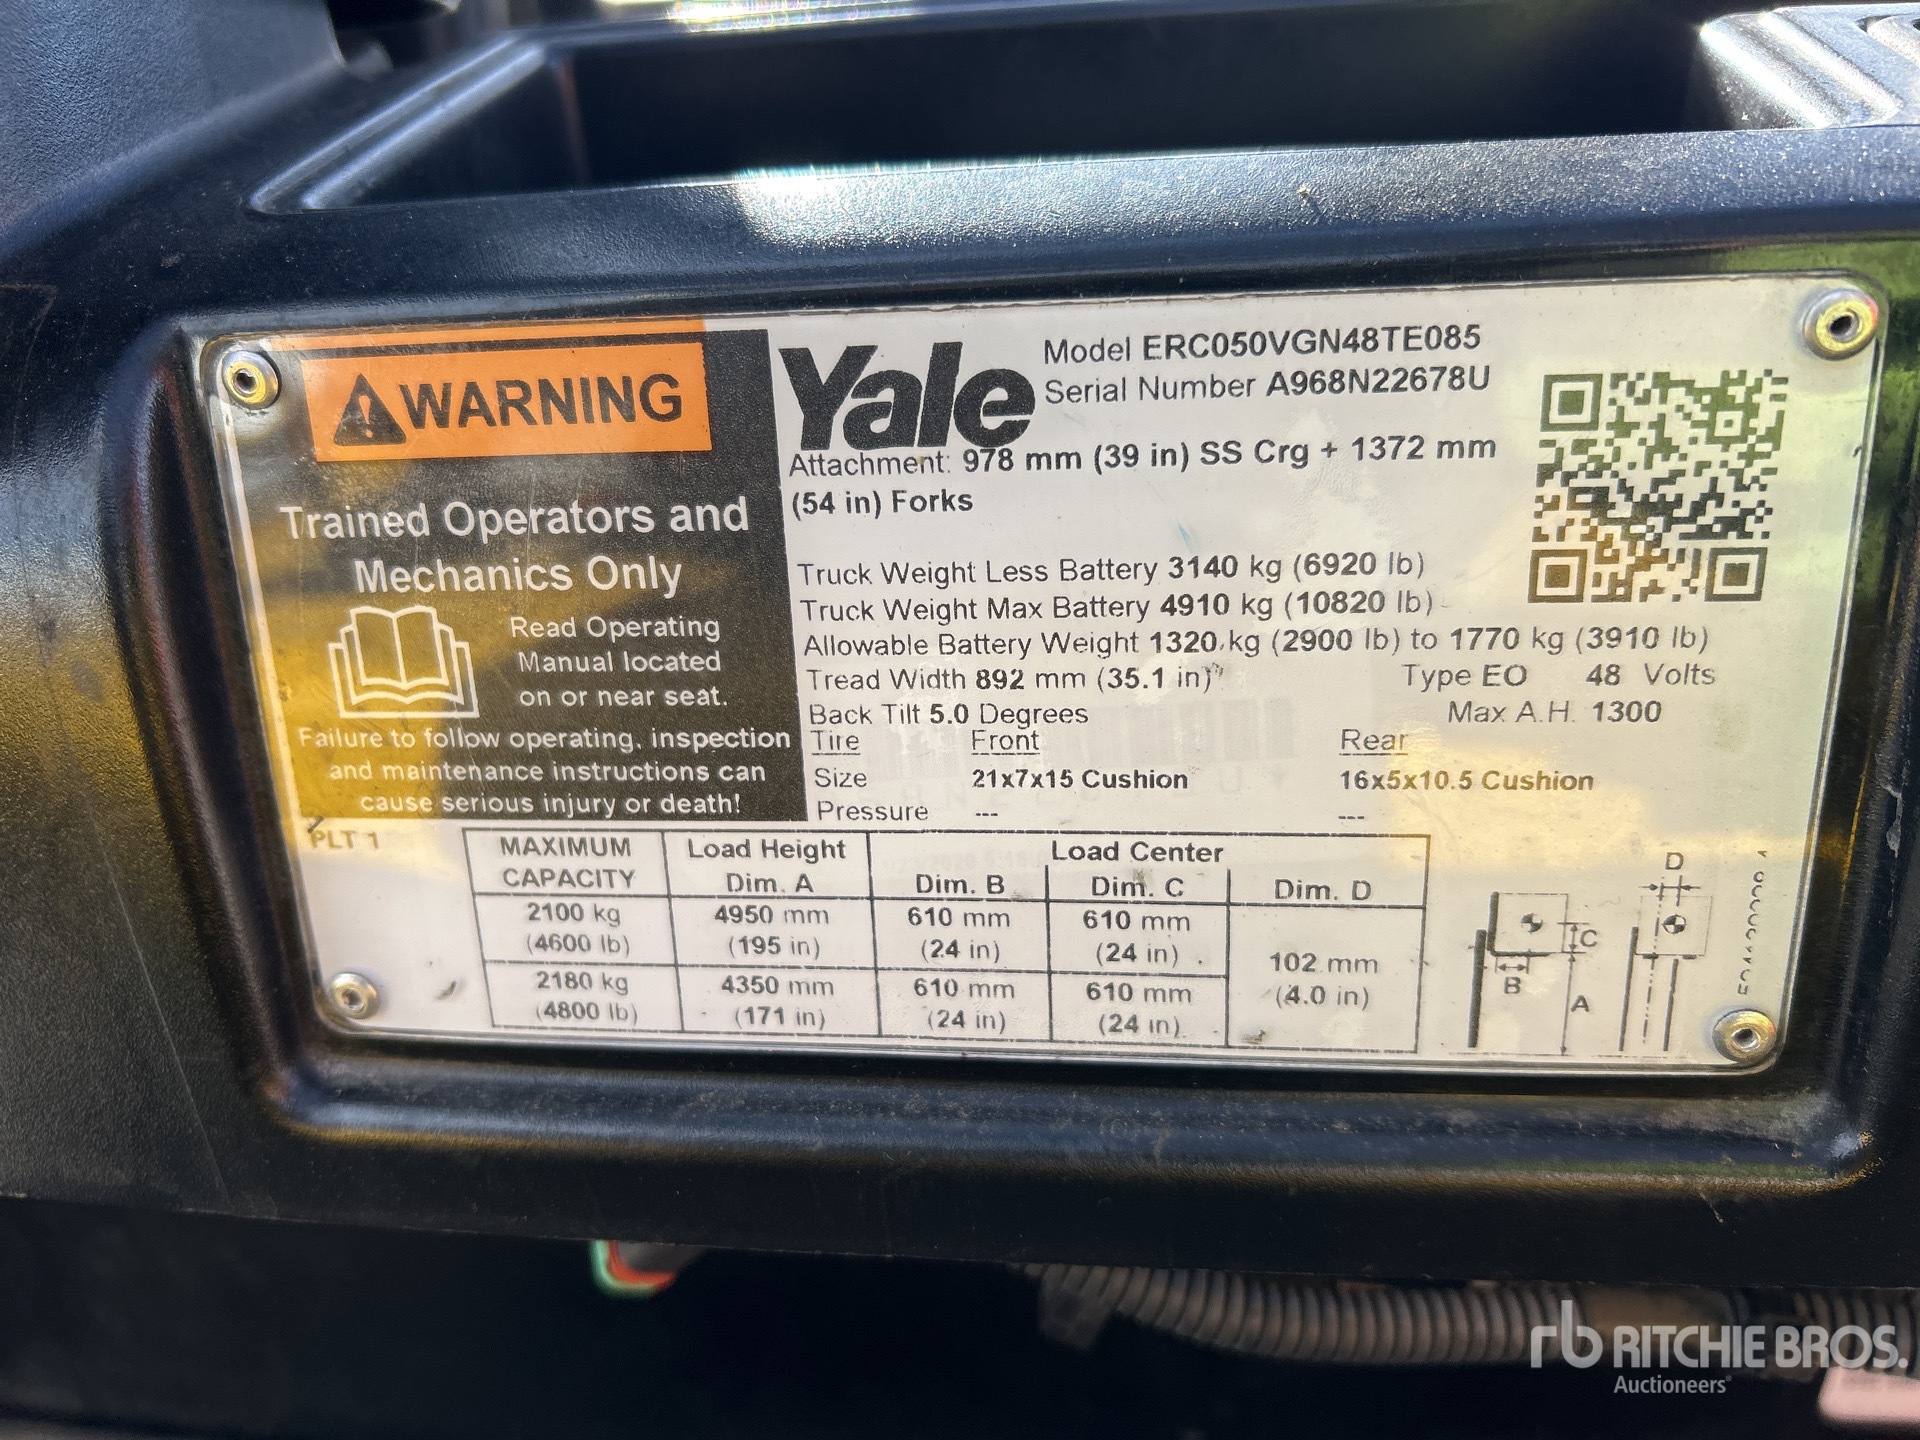 WARNING
Trained Operators and
Mechanics Only
Read Operating
Manual located
on or near seat.
Failure to follow operating, inspection
and maintenance instructions can
cause serious injury or death!
PLT 1
Yale
Model ERC050VGN48TE085
Serial Number A968N22678U
Attachment: 978 mm (39 in) SS Crg + 1372 mm
(54 in) Forks
Truck Weight Less Battery 3140 kg (6920 lb)
Truck Weight Max Battery 4910 kg (10820 lb)
Allowable Battery Weight 1320 kg (2900 lb) to 1770 kg (3910 lb)
Tread Width 892 mm (35.1 in) Type EO 48 Volts
Back Tilt 5.0 Degrees Max A.H. 1300
Tire Front Rear
Size 21x7x15 Cushion 16x5x10.5 Cushion
Pressure --- ---
MAXIMUM CAPACITY Load Height Dim. A Load Center
Dim. B Dim. C Dim. D
2100 kg 4950 mm 610 mm 610 mm
(4600 lb) (195 in) (24 in) (24 in)
102 mm
(4.0 in)
2180 kg 4350 mm 610 mm 610 mm
(4800 lb) (171 in) (24 in) (24 in)
D
C
B
A
rb RITCHIE BROS.
Auctioneers